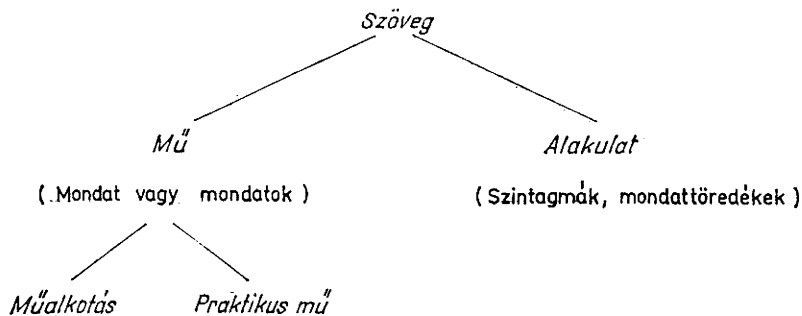 Szöveg
Mű Alakulat
(Mondat vagy mondatok) (Szintagmák, mondattöredékek)
Műalkotás Praktikus mű